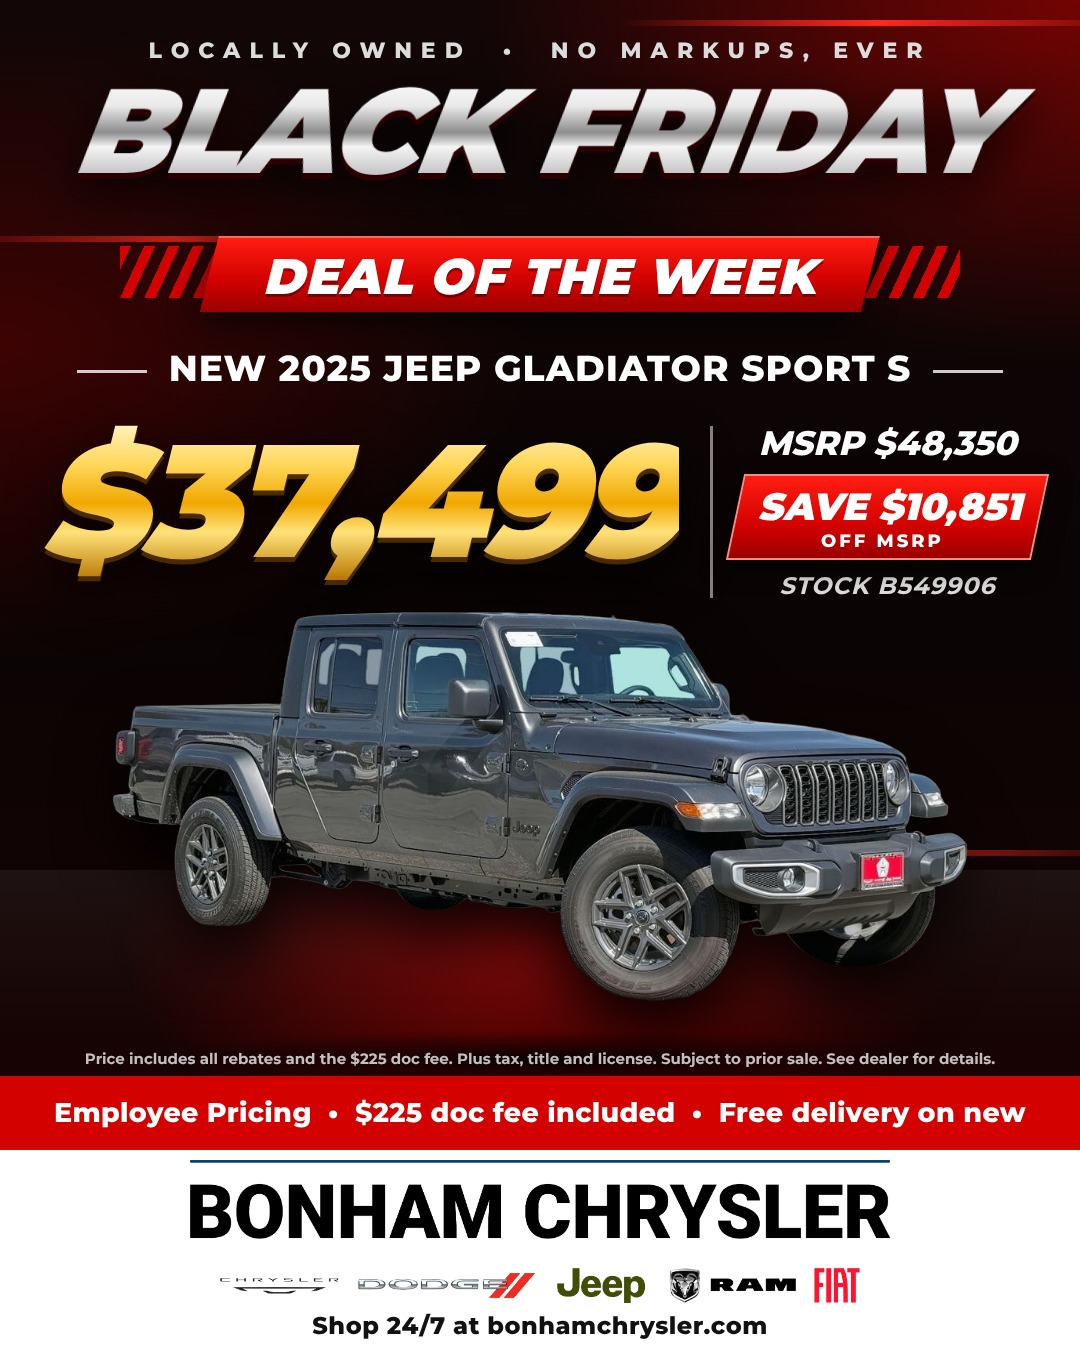 LOCALLY OWNED • NO MARKUPS, EVER
BLACK FRIDAY
DEAL OF THE WEEK
NEW 2025 JEEP GLADIATOR SPORT S
$37,499
MSRP $48,350
SAVE $10,851
OFF MSRP
STOCK B549906
Jeep
Price includes all rebates and the $225 doc fee. Plus tax, title and license. Subject to prior sale. See dealer for details.
Employee Pricing • $225 doc fee included • Free delivery on new
BONHAM CHRYSLER
CHRYSLER DODGE Jeep RAM FIAT
Shop 24/7 at bonhamchrysler.com